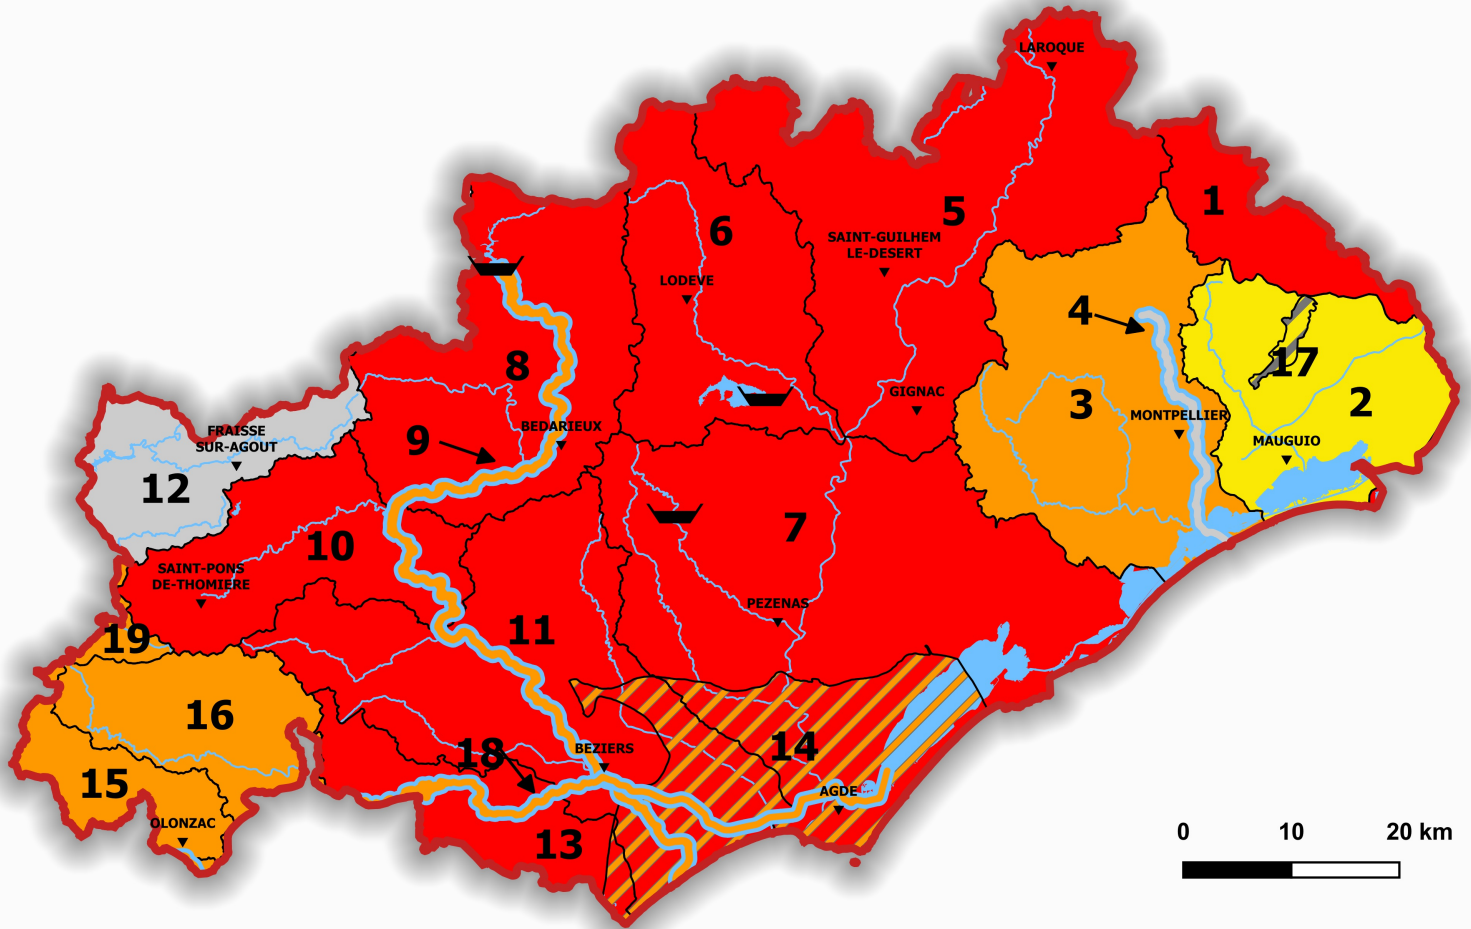 LAROQUE
1
5
6
SAINT-GUILHEM
LE-DESERT
LODEVE
4
17
8
GIGNAC
2
3
MONTPELLIER
BEDARIEUX
9
FRAISSE
SUR-AGOUT
MAUGUIO
12
7
10
SAINT-PONS
DE-THOMIERE
PEZENAS
11
19
16
14
BEZIERS
18
15
AGDE
OLONZAC
13
0 10 20 km